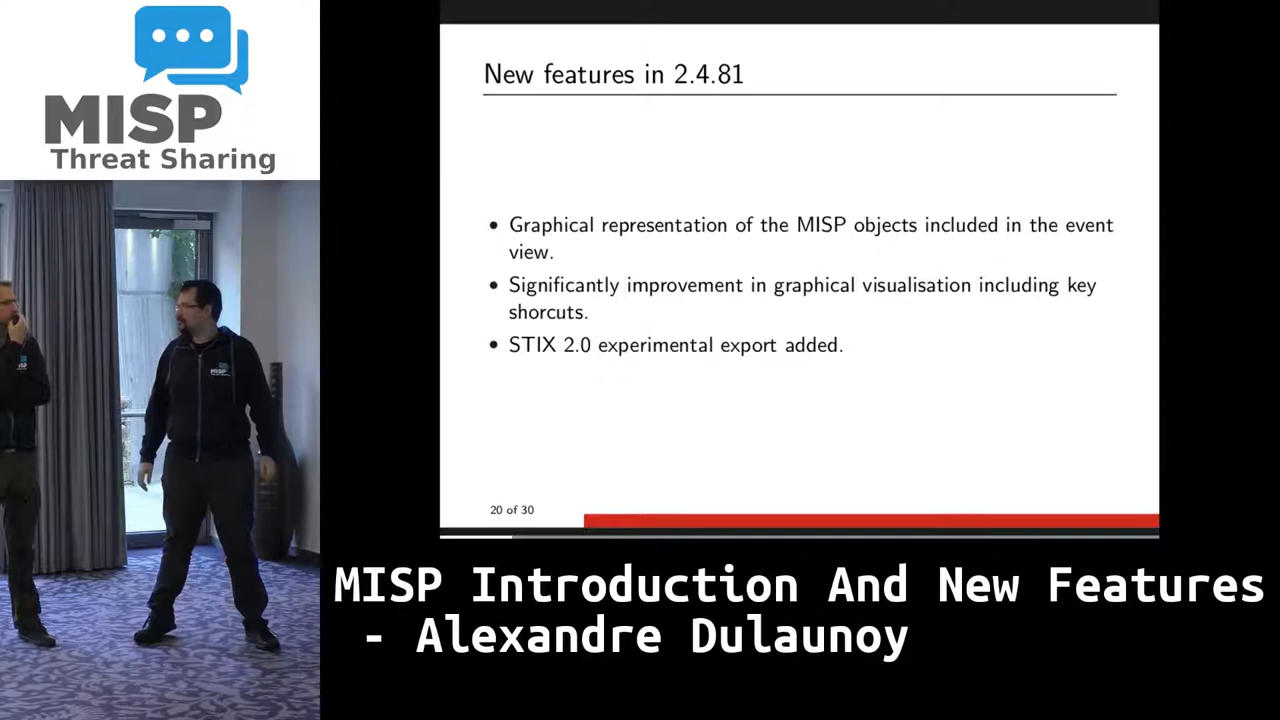 MISP
Threat Sharing
New features in 2.4.81
• Graphical representation of the MISP objects included in the event
view.
• Significantly improvement in graphical visualisation including key
shorcuts.
• STIX 2.0 experimental export added.
20 of 30
MISP
MISP
MISP Introduction And New Features
- Alexandre Dulaunoy